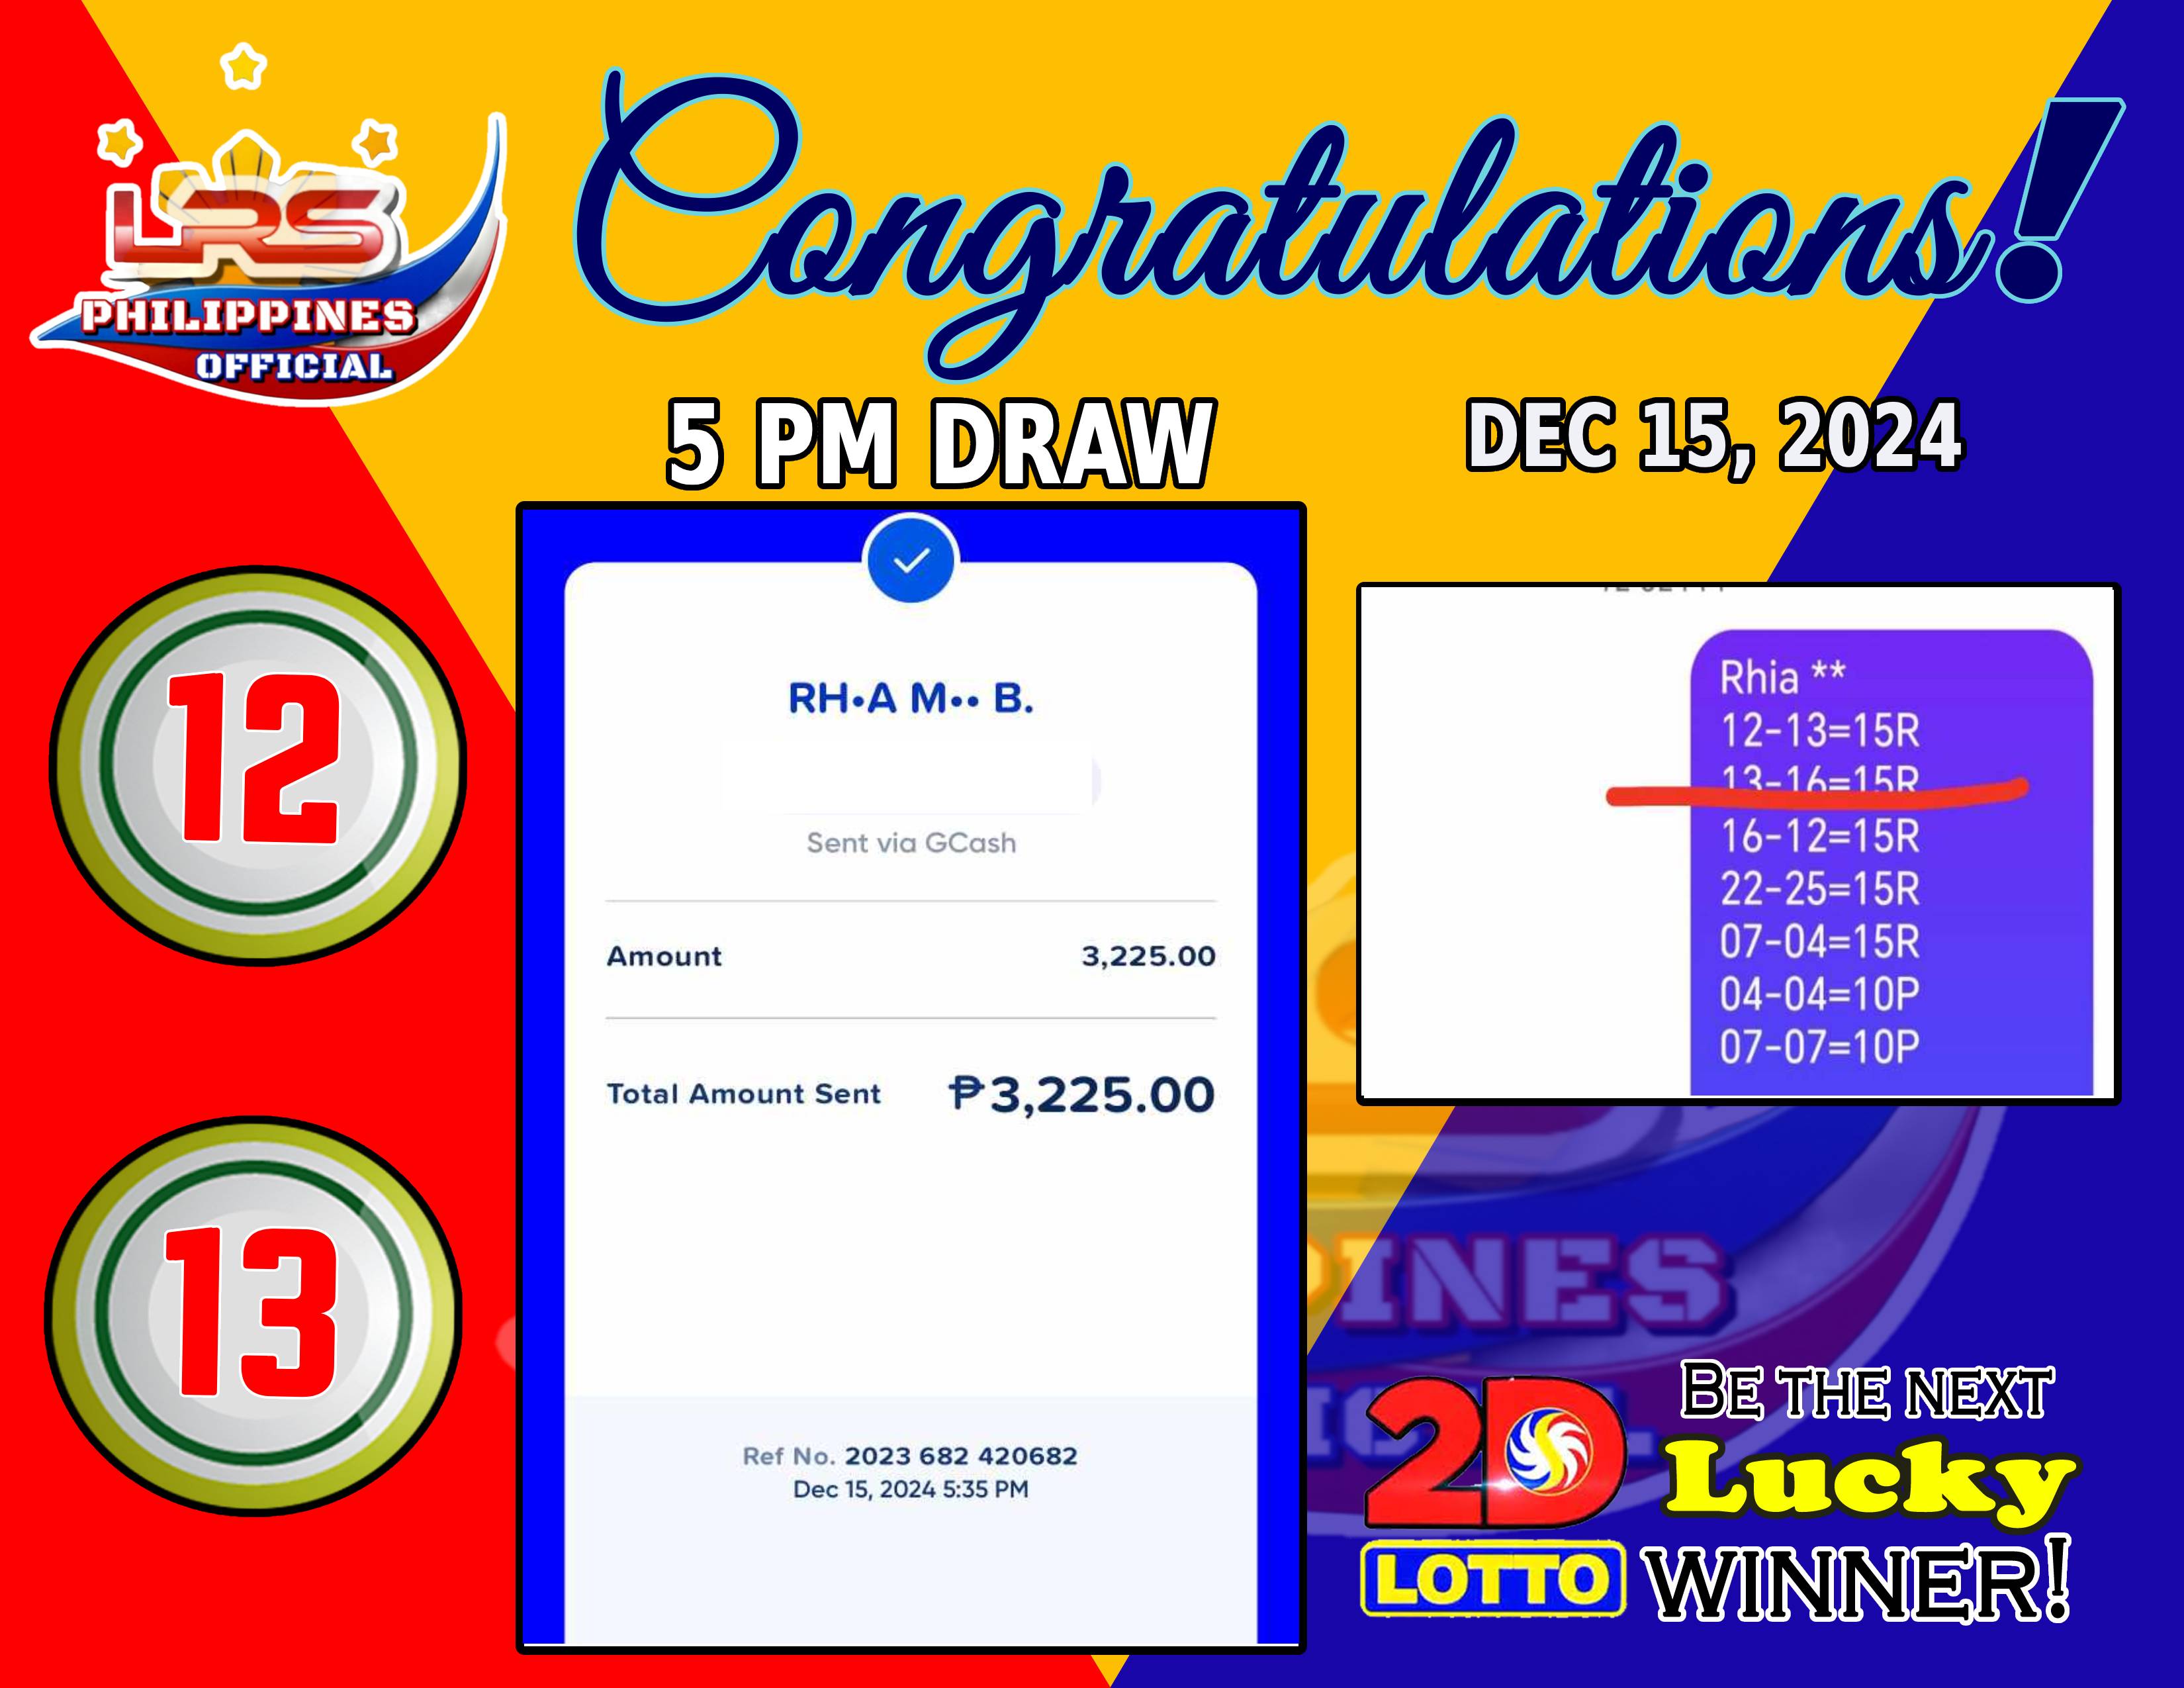 LRS
PHILIPPINES
OFFICIAL
Congratulations!
5 PM DRAW
DEC 15, 2024
12
13
RH•A M•• B.
Sent via GCash
Amount 3,225.00
Total Amount Sent ₱3,225.00
Ref No. 2023 682 420682
Dec 15, 2024 5:35 PM
Rhia **
12-13=15R
13-16=15R
16-12=15R
22-25=15R
07-04=15R
04-04=10P
07-07=10P
PINES
2D
LOTTO
BE THE NEXT
Lucky
WINNER!